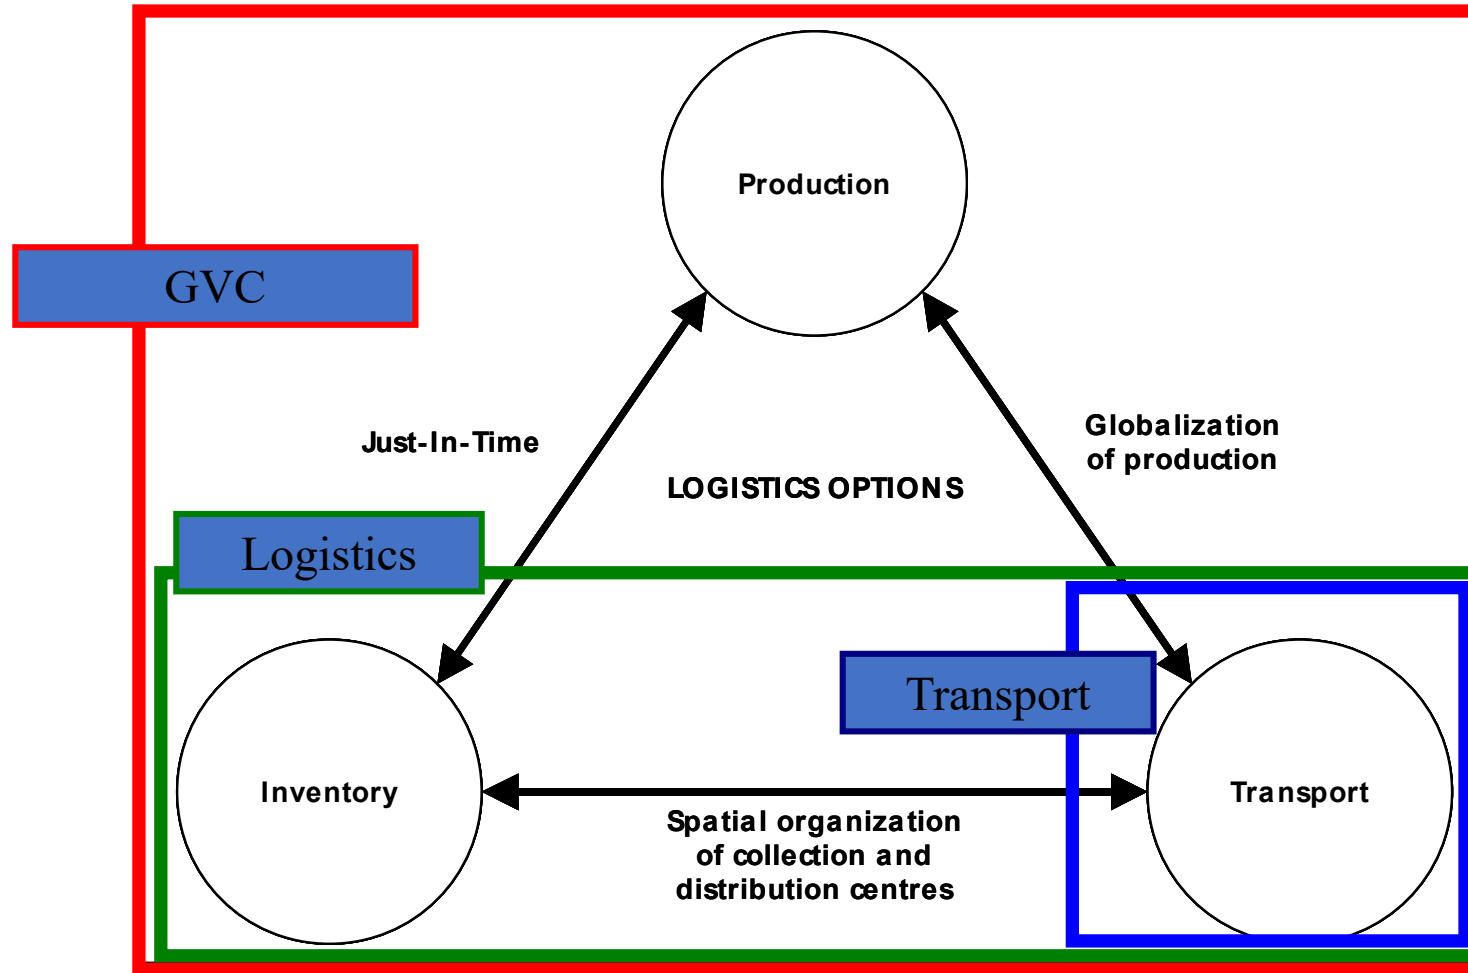 Production
GVC
Just-In-Time
Globalization
of production
LOGISTICS OPTIONS
Logistics
Transport
Inventory
Transport
Spatial organization
of collection and
distribution centres